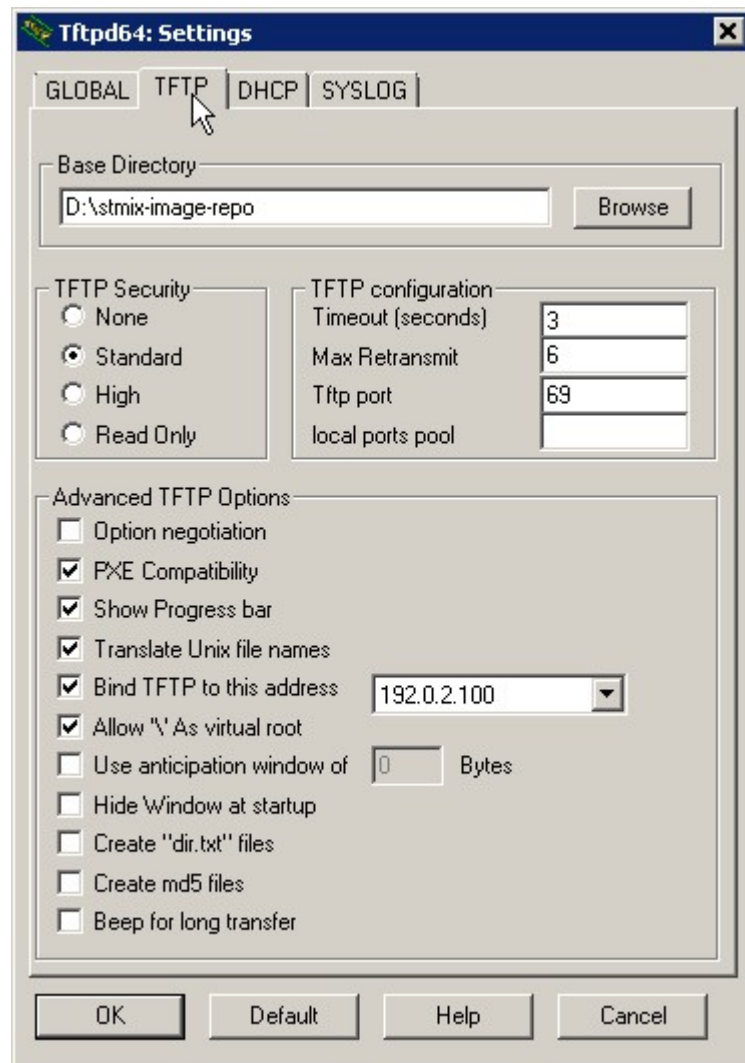 Tftpd64: Settings
GLOBAL TFTP DHCP SYSLOG
Base Directory
D:\stmix-image-repo Browse
TFTP Security
None
Standard
High
Read Only
TFTP configuration
Timeout (seconds) 3
Max Retransmit 6
Tftp port 69
local ports pool
Advanced TFTP Options
Option negotiation
PXE Compatibility
Show Progress bar
Translate Unix file names
Bind TFTP to this address 192.0.2.100
Allow '\' As virtual root
Use anticipation window of 0 Bytes
Hide Window at startup
Create "dir.txt" files
Create md5 files
Beep for long transfer
OK Default Help Cancel